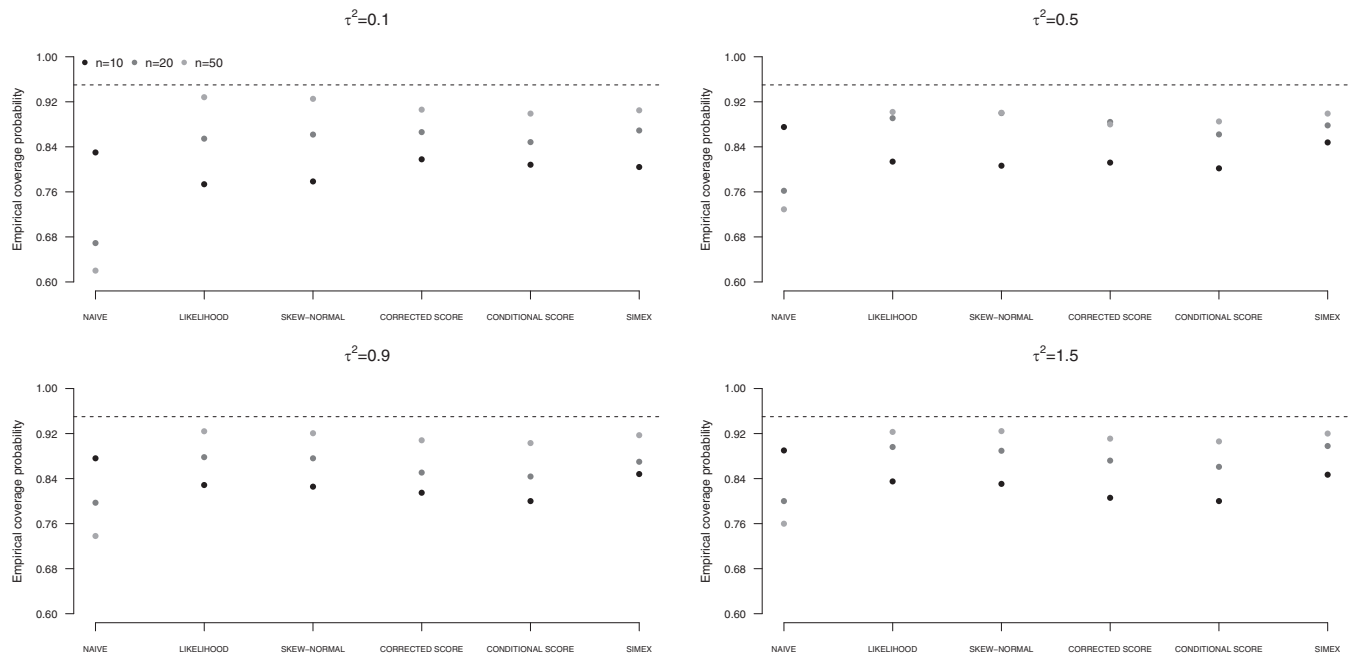 τ²=0.1
Empirical coverage probability
1.00
0.92
0.84
0.76
0.68
0.60
n=10 n=20 n=50
NAIVE LIKELIHOOD SKEW−NORMAL CORRECTED SCORE CONDITIONAL SCORE SIMEX
τ²=0.5
Empirical coverage probability
1.00
0.92
0.84
0.76
0.68
0.60
NAIVE LIKELIHOOD SKEW−NORMAL CORRECTED SCORE CONDITIONAL SCORE SIMEX
τ²=0.9
Empirical coverage probability
1.00
0.92
0.84
0.76
0.68
0.60
NAIVE LIKELIHOOD SKEW−NORMAL CORRECTED SCORE CONDITIONAL SCORE SIMEX
τ²=1.5
Empirical coverage probability
1.00
0.92
0.84
0.76
0.68
0.60
NAIVE LIKELIHOOD SKEW−NORMAL CORRECTED SCORE CONDITIONAL SCORE SIMEX